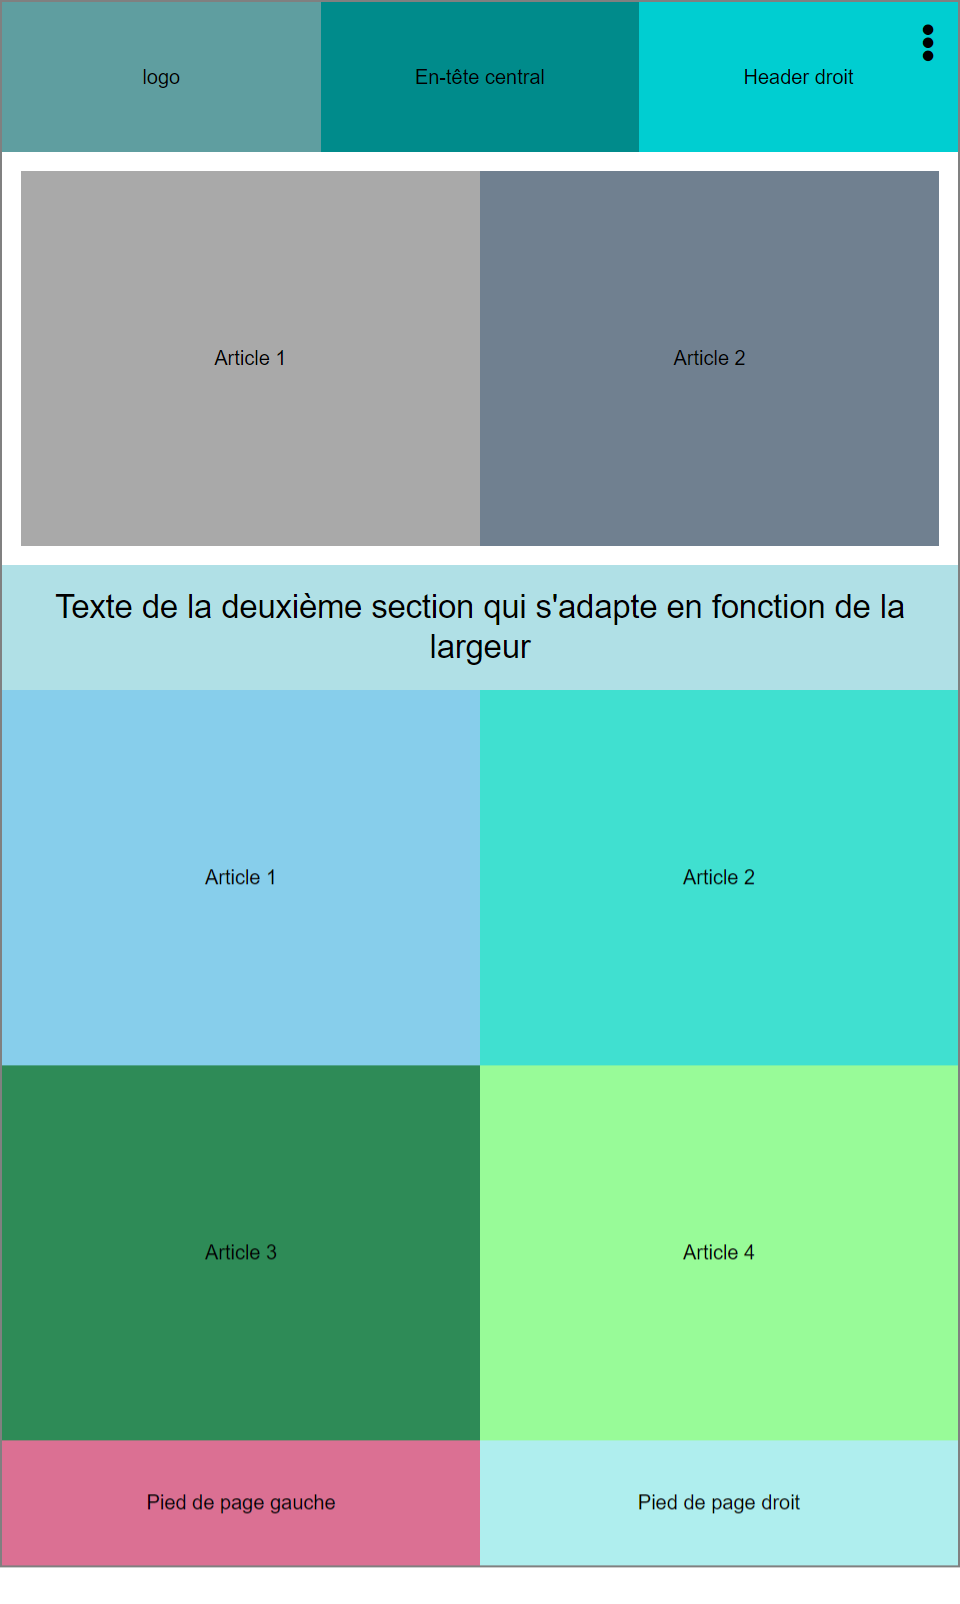 logo
En-tête central
Header droit
Article 1
Article 2
Texte de la deuxième section qui s'adapte en fonction de la
largeur
Article 1
Article 2
Article 3
Article 4
Pied de page gauche
Pied de page droit